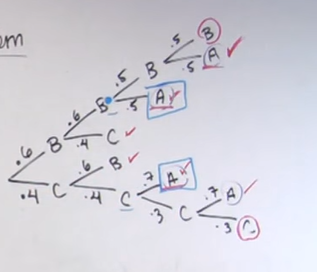 em
.5 B
.5 B .5 A
.6 B .5 A
.6 B .4 C
.6 B
.4 C .4 C .7 A
.3 C .7 A
.3 C